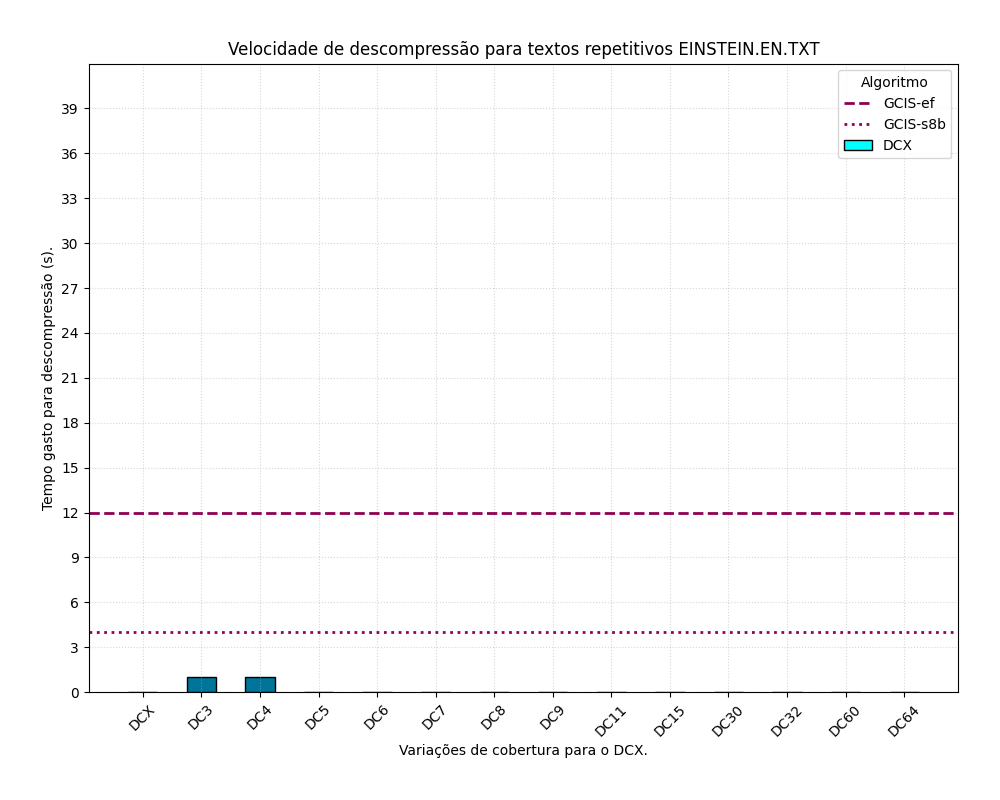 Velocidade de descompressão para textos repetitivos EINSTEIN.EN.TXT
Algoritmo
GCIS-ef
GCIS-s8b
DCX
Tempo gasto para descompressão (s).
39
36
33
30
27
24
21
18
15
12
9
6
3
0
DCX
DC3
DC4
DC5
DC6
DC7
DC8
DC9
DC11
DC15
DC30
DC32
DC60
DC64
Variações de cobertura para o DCX.